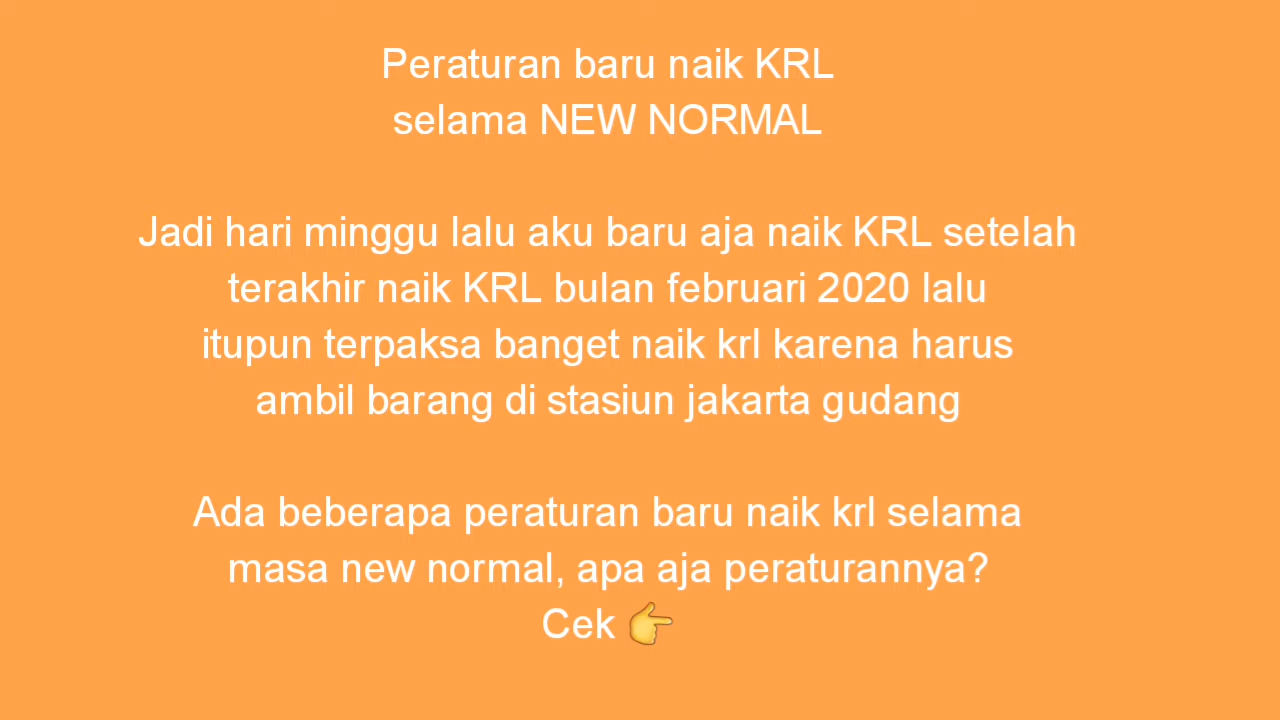 Peraturan baru naik KRL
selama NEW NORMAL
Jadi hari minggu lalu aku baru aja naik KRL setelah
terakhir naik KRL bulan februari 2020 lalu
itupun terpaksa banget naik krl karena harus
ambil barang di stasiun jakarta gudang
Ada beberapa peraturan baru naik krl selama
masa new normal, apa aja peraturannya?
Cek 👉